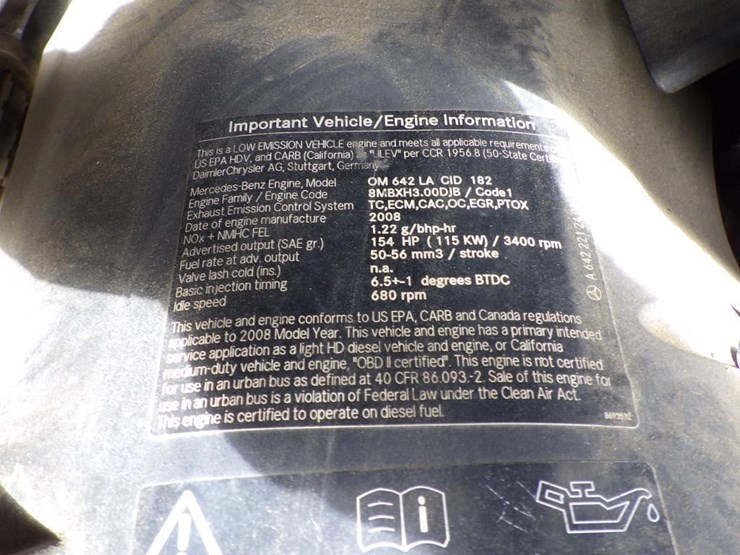 Important Vehicle/Engine Information
This is a LOW EMISSION VEHICLE engine and meets all applicable requirements
US EPA HDV, and CARB (California) "ULEV" per CCR 1956.8 (50-State
DaimlerChrysler AG, Stuttgart, Germany
Mercedes-Benz Engine, Model OM 642 LA CID 182
Engine Family / Engine Code 8MBXH3.00DJB / Code1
Exhaust Emission Control System TC,ECM,CAC,OC,EGR,PTOX
Date of engine manufacture 2008
NOx + NMHC FEL 1.22 g/bhp-hr
Advertised output (SAE gr.) 154 HP (115 KW) / 3400 rpm
Fuel rate at adv. output 50-56 mm3 / stroke
Valve lash cold (ins.) n.a.
Basic injection timing 6.5+-1 degrees BTDC
Idle speed 680 rpm
A 642 221
This vehicle and engine conforms to US EPA, CARB and Canada regulations
applicable to 2008 Model Year. This vehicle and engine has a primary intended
service application as a light HD diesel vehicle and engine, or California
medium-duty vehicle and engine, "OBD II certified". This engine is not certified
for use in an urban bus as defined at 40 CFR 86.093-2. Sale of this engine for
use in an urban bus is a violation of Federal Law under the Clean Air Act.
This engine is certified to operate on diesel fuel.